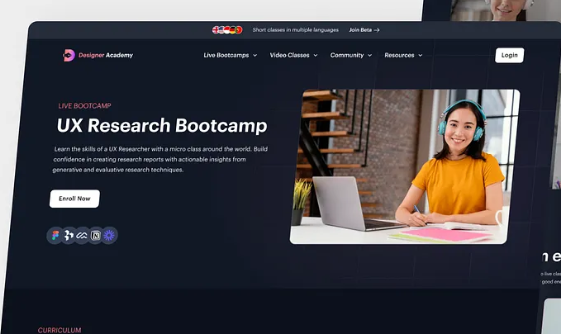 Short classes in multiple languages Join Beta →
Designer Academy Live Bootcamps Video Classes Community Resources Login
LIVE BOOTCAMP
UX Research Bootcamp
Learn the skills of a UX Researcher with a micro class around the world. Build
confidence in creating research reports with actionable insights from
generative and evaluative research techniques.
Enroll Now
CURRICULUM